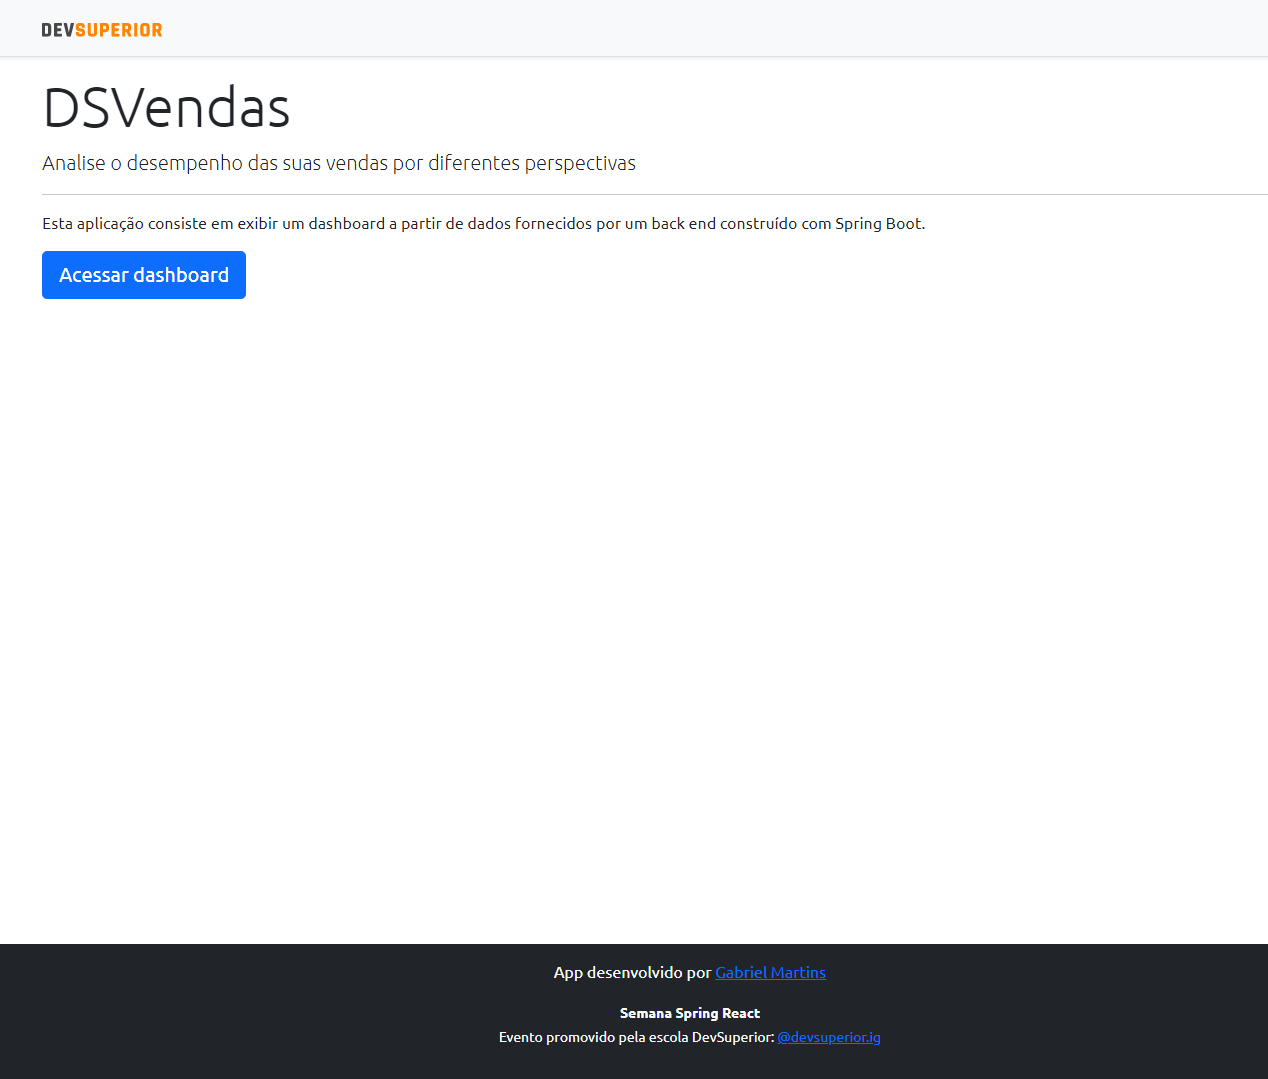 DEVSUPERIOR
DSVendas
Analise o desempenho das suas vendas por diferentes perspectivas
Esta aplicação consiste em exibir um dashboard a partir de dados fornecidos por um back end construído com Spring Boot.
Acessar dashboard
App desenvolvido por Gabriel Martins
Semana Spring React
Evento promovido pela escola DevSuperior: @devsuperior.ig